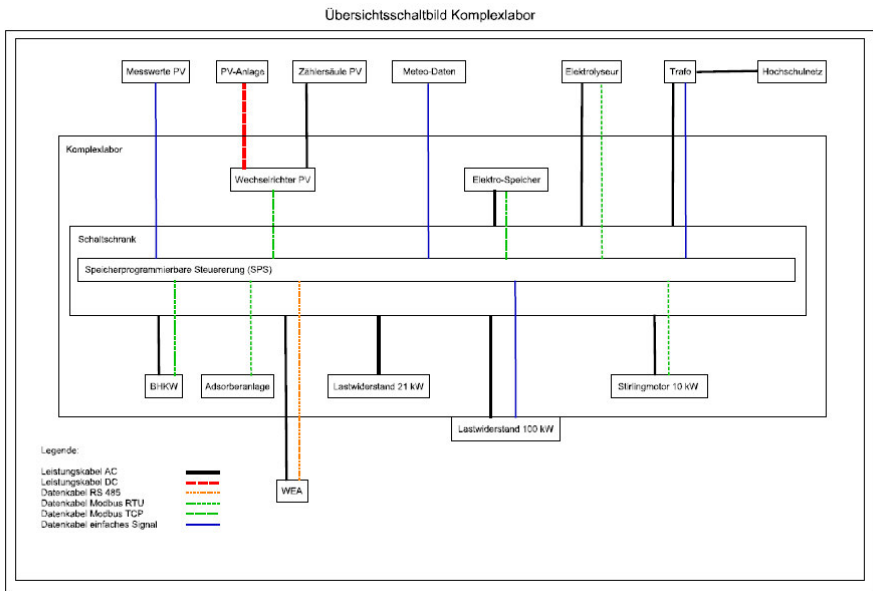 Übersichtsschaltbild Komplexlabor
Messwerte PV
PV-Anlage
Zählersäule PV
Meteo-Daten
Elektrolyseur
Trafo
Hochschulnetz
Komplexlabor
Wechselrichter PV
Elektro-Speicher
Schaltschrank
Speicherprogrammierbare Steuererung (SPS)
BHKW
Adsorberanlage
Lastwiderstand 21 kW
Stirlingmotor 10 kW
Lastwiderstand 100 kW
WEA
Legende:
Leistungskabel AC
Leistungskabel DC
Datenkabel RS 485
Datenkabel Modbus RTU
Datenkabel Modbus TCP
Datenkabel einfaches Signal